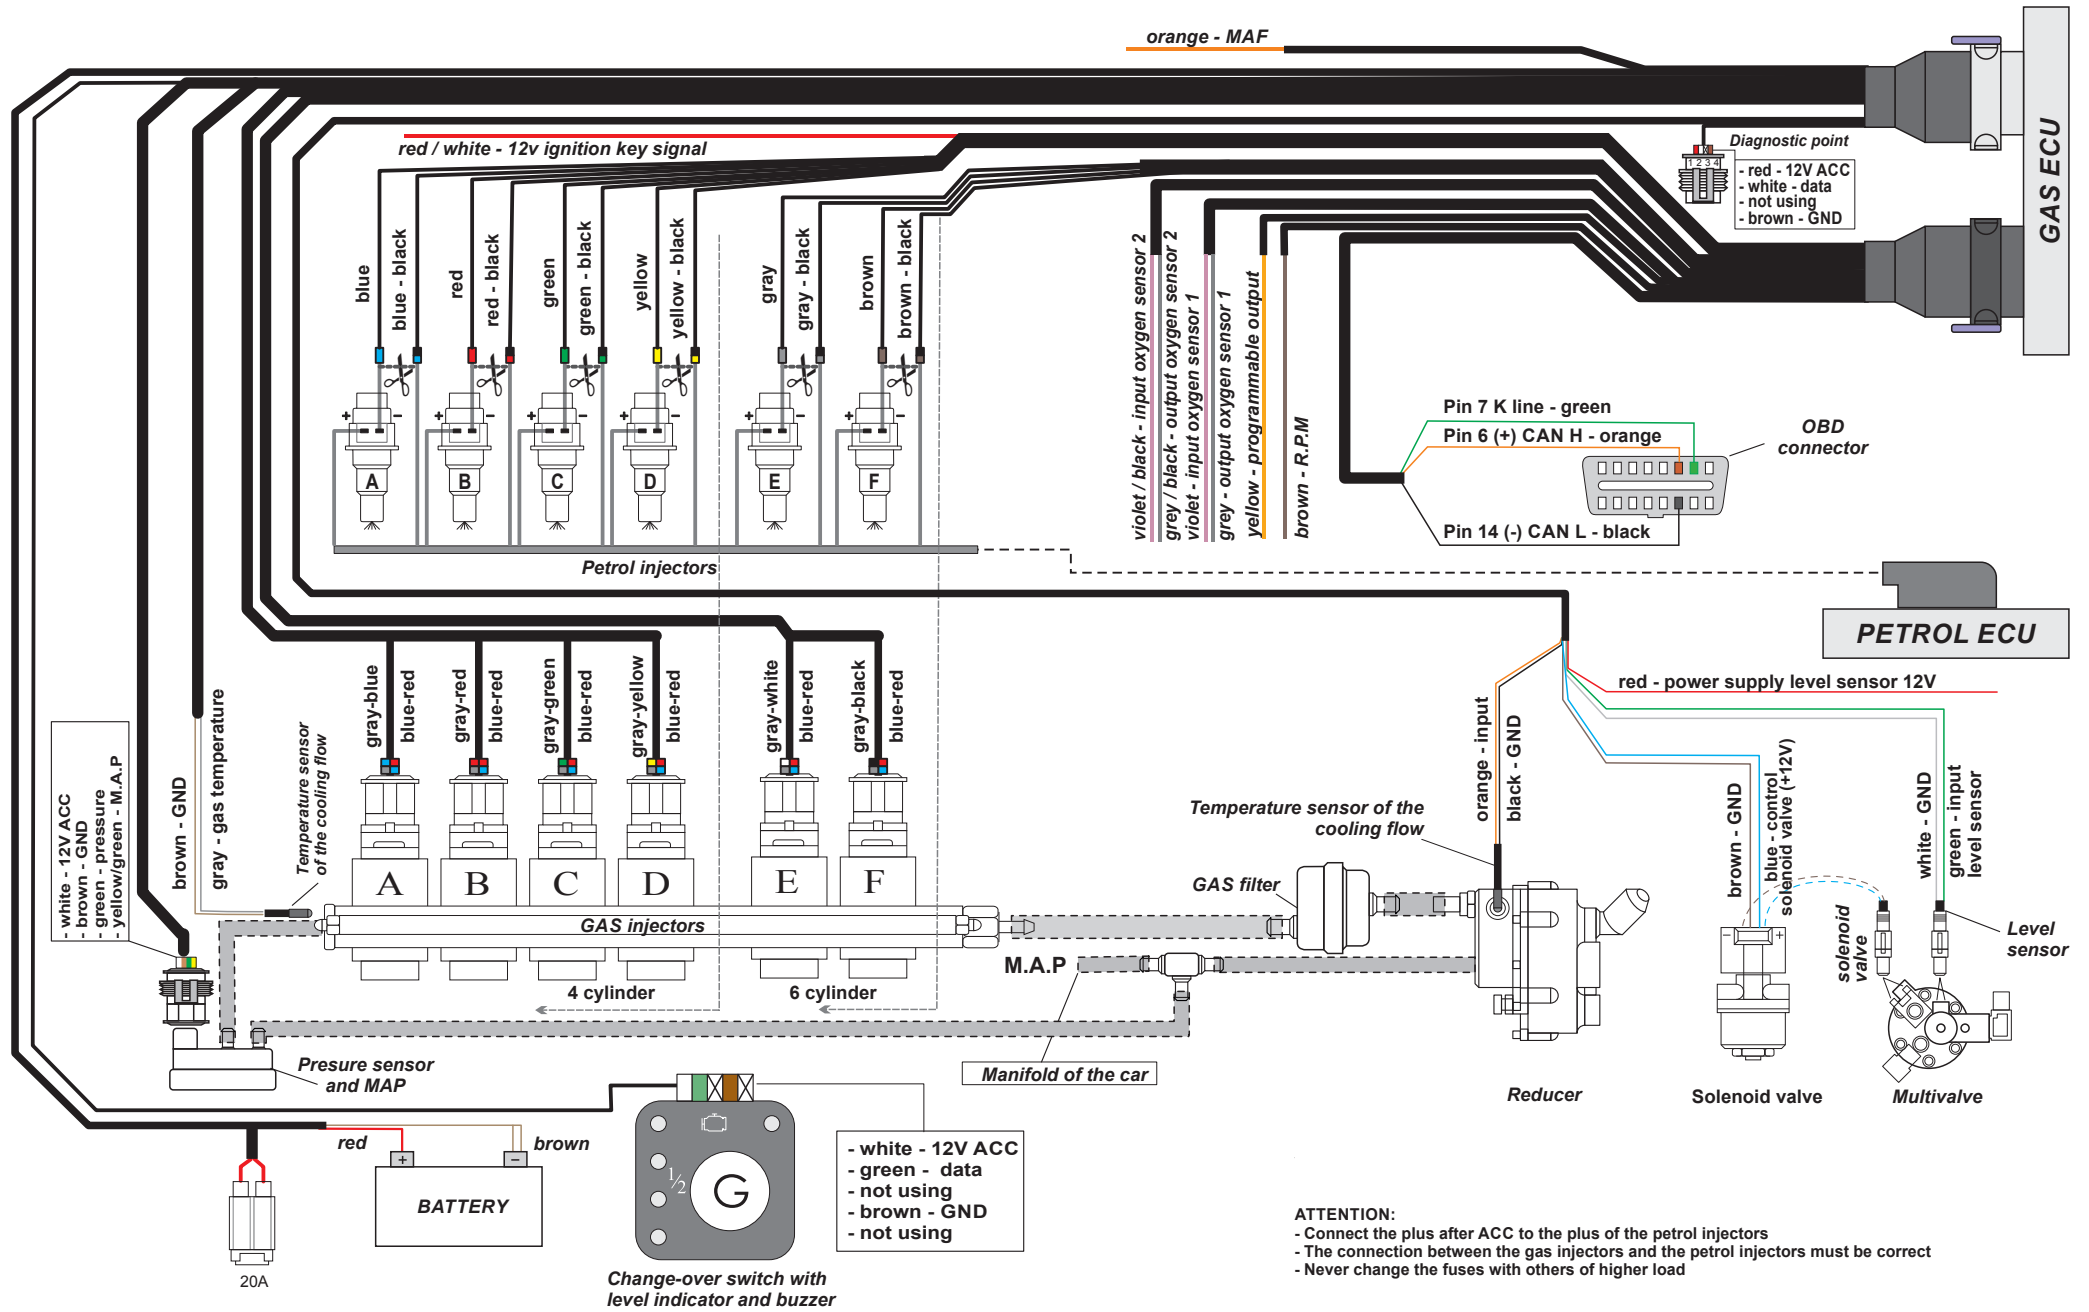 orange - MAF
GAS ECU
red / white - 12v ignition key signal
Diagnostic point
1 2 3 4
- red - 12V ACC
- white - data
- not using
- brown - GND
blue
blue - black
red
red - black
green
green - black
yellow
yellow - black
gray
gray - black
brown
brown - black
violet / black - input oxygen sensor 2
grey / black - output oxygen sensor 2
violet - input oxygen sensor 1
grey - output oxygen sensor 1
yellow - programmable output
brown - R.P.M
+ −
+ −
+ −
+ −
+ −
+ −
A
B
C
D
E
F
Petrol injectors
Pin 7 K line - green
Pin 6 (+) CAN H - orange
Pin 14 (-) CAN L - black
OBD
connector
PETROL ECU
gray-blue
blue-red
gray-red
blue-red
gray-green
blue-red
gray-yellow
blue-red
gray-white
blue-red
gray-black
blue-red
- white - 12V ACC
- brown - GND
- green - pressure
- yellow/green - M.A.P
brown - GND
gray - gas temperature
Temperature sensor
of the cooling flow
A
B
C
D
E
F
GAS injectors
4 cylinder
6 cylinder
red - power supply level sensor 12V
orange - input
black - GND
Temperature sensor of the
cooling flow
GAS filter
M.A.P
brown - GND
blue - control
solenoid valve (+12V)
white - GND
green - input
level sensor
− +
solenoid
valve
Level
sensor
Presure sensor
and MAP
Manifold of the car
Reducer
Solenoid valve
Multivalve
red
brown
+
−
BATTERY
20A
1/2
G
- white - 12V ACC
- green - data
- not using
- brown - GND
- not using
Change-over switch with
level indicator and buzzer
ATTENTION:
- Connect the plus after ACC to the plus of the petrol injectors
- The connection between the gas injectors and the petrol injectors must be correct
- Never change the fuses with others of higher load